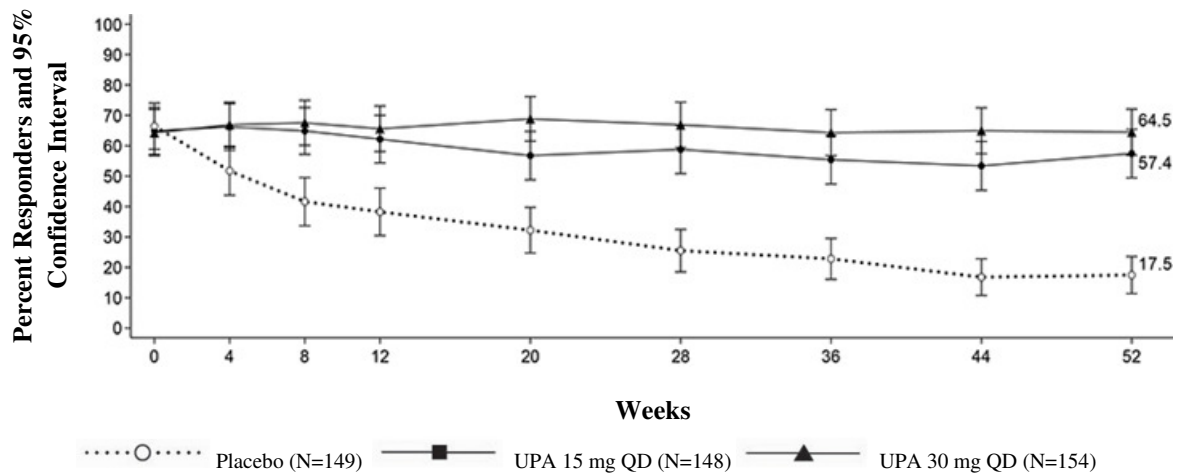 Percent Responders and 95%
Confidence Interval
100
90
80
70
60
50
40
30
20
10
0
64.5
57.4
17.5
0 4 8 12 20 28 36 44 52
Weeks
Placebo (N=149) UPA 15 mg QD (N=148) UPA 30 mg QD (N=154)